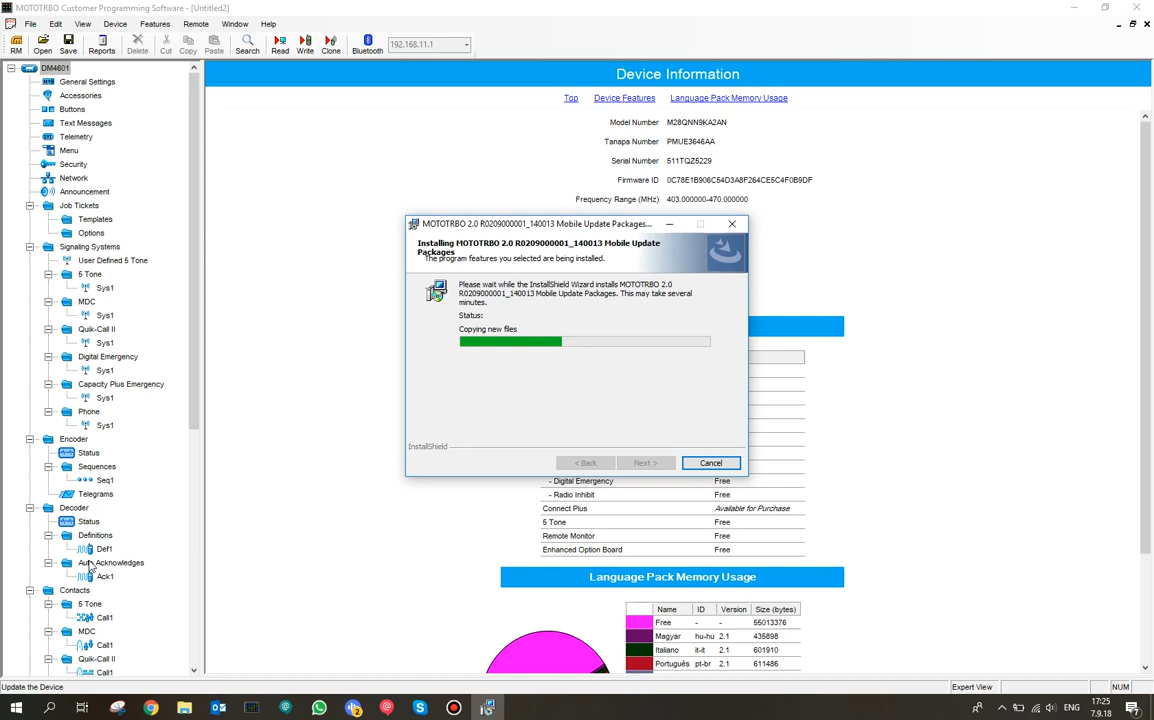 MOTOTRBO Customer Programming Software - [Untitled2]
File Edit View Device Features Remote Window Help
RM Open Save Reports Delete Cut Copy Paste Search Read Write Clone Bluetooth 192.168.11.1
DM4601
General Settings
Accessories
Buttons
Text Messages
Telemetry
Menu
Security
Network
Announcement
Job Tickets
Templates
Options
Signaling Systems
User Defined 5 Tone
5 Tone
Sys1
MDC
Sys1
Quik-Call II
Sys1
Digital Emergency
Sys1
Capacity Plus Emergency
Sys1
Phone
Sys1
Encoder
Status
Sequences
Seq1
Telegrams
Decoder
Status
Definitions
Def1
Auto Acknowledges
Ack1
Contacts
5 Tone
Call1
MDC
Call1
Quik-Call II
Call1
Device Information
Top Device Features Language Pack Memory Usage
Model Number M28QNN9KA2AN
Tanapa Number PMUE3646AA
Serial Number 511TQZ5229
Firmware ID 0C78E1B906C54D3A8F264CE5C4F0B9DF
Frequency Range (MHz) 403.000000-470.000000
MOTOTRBO 2.0 R0209000001_140013 Mobile Update Packages...
Installing MOTOTRBO 2.0 R0209000001_140013 Mobile Update
Packages
The program features you selected are being installed.
Please wait while the InstallShield Wizard installs MOTOTRBO 2.0
R0209000001_140013 Mobile Update Packages. This may take several
minutes.
Status:
Copying new files
InstallShield
< Back Next > Cancel
- Digital Emergency Free
- Radio Inhibit Free
Connect Plus Available for Purchase
5 Tone Free
Remote Monitor Free
Enhanced Option Board Free
Language Pack Memory Usage
Name ID Version Size (bytes)
Free - - 55013376
Magyar hu-hu 2.1 435898
Italiano it-it 2.1 601910
Português pt-br 2.1 611486
Update the Device Expert View NUM
ENG 17:25
7.9.18